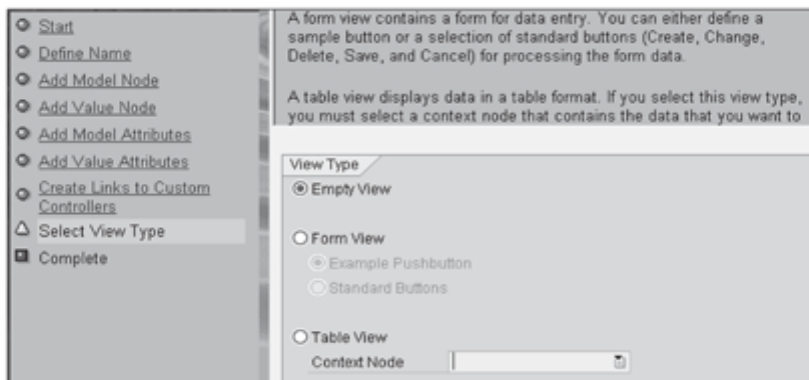 Start
Define Name
Add Model Node
Add Value Node
Add Model Attributes
Add Value Attributes
Create Links to Custom
Controllers
Select View Type
Complete
A form view contains a form for data entry. You can either define a
sample button or a selection of standard buttons (Create, Change,
Delete, Save, and Cancel) for processing the form data.
A table view displays data in a table format. If you select this view type,
you must select a context node that contains the data that you want to
View Type
Empty View
Form View
Example Pushbutton
Standard Buttons
Table View
Context Node